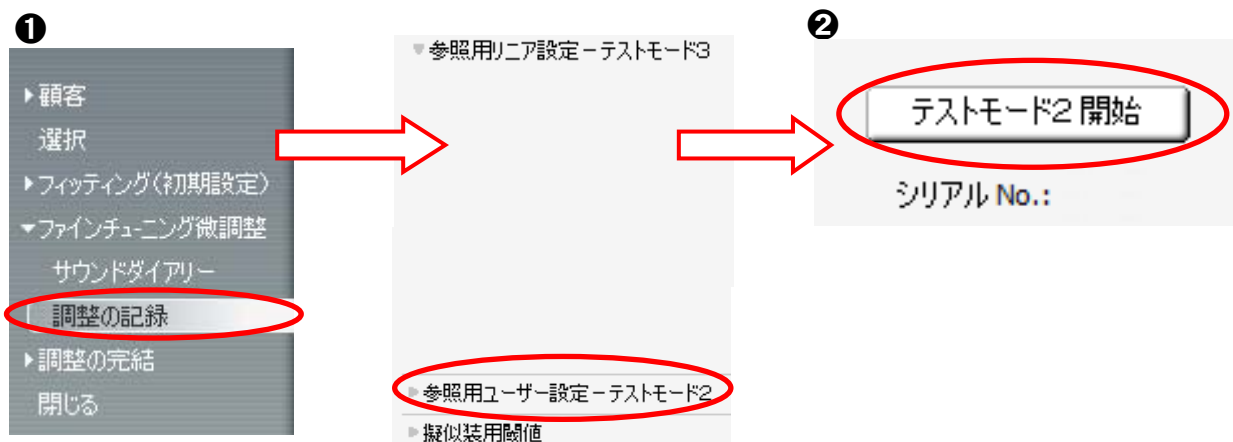 ❶
▸顧客
選択
▸フィッティング(初期設定)
▾ファインチューニング微調整
サウンドダイアリー
調整の記録
▸調整の完結
閉じる
▼参照用リニア設定-テストモード3
▶参照用ユーザー設定-テストモード2
▶擬似装用閾値
❷
テストモード2 開始
シリアル No.: